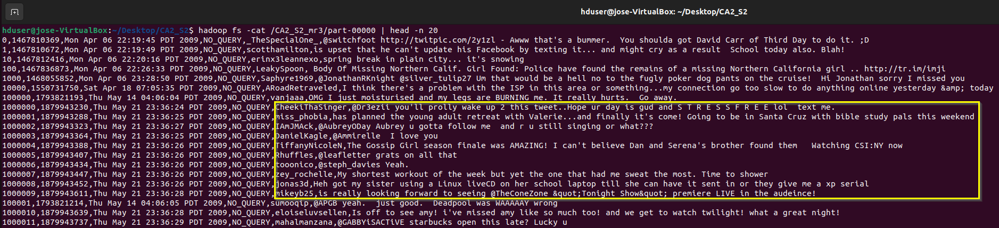 hduser@jose-VirtualBox: ~/Desktop/CA2_S2
hduser@jose-VirtualBox:~/Desktop/CA2_S2$ hadoop fs -cat /CA2_S2_mr3/part-00000 | head -n 20
0,1467810369,Mon Apr 06 22:19:45 PDT 2009,NO_QUERY,_TheSpecialOne_,@switchfoot http://twitpic.com/2y1zl - Awww that's a bummer.  You shoulda got David Carr of Third Day to do it. ;D
1,1467810672,Mon Apr 06 22:19:49 PDT 2009,NO_QUERY,scotthamilton,is upset that he can't update his Facebook by texting it... and might cry as a result  School today also. Blah!
10,1467812416,Mon Apr 06 22:20:16 PDT 2009,NO_QUERY,erinx3leannexo,spring break in plain city... it's snowing
100,1467836873,Mon Apr 06 22:26:33 PDT 2009,NO_QUERY,LeakySpoon, Body Of Missing Northern Calif. Girl Found: Police have found the remains of a missing Northern California girl .. http://tr.im/imji
1000,1468055852,Mon Apr 06 23:28:50 PDT 2009,NO_QUERY,Saphyre1969,@JonathanRKnight @silver_tulip27 Um that would be a hell no to the fugly poker dog pants on the cruise!  Hi Jonathan sorry I missed you
10000,1550731750,Sat Apr 18 07:05:35 PDT 2009,NO_QUERY,ARoadRetraveled,I think there's a problem with the ISP in this area or something...my connection go too slow to do anything online yesterday &amp; today
100000,1793821193,Thu May 14 04:06:04 PDT 2009,NO_QUERY,vanjaaa,OMG I just moisturised and my legs are BURNING me. It really hurts.  Go away.
1000000,1879943230,Thu May 21 23:36:24 PDT 2009,NO_QUERY,CheekiThaSinger,@Dr3ezii you'll prolly wake up 2 this tweet..Hope ur day is gud and S T R E S S F R E E lol  text me.
1000001,1879943288,Thu May 21 23:36:25 PDT 2009,NO_QUERY,miss_phobia,has planned the young adult retreat with Valerie...and finally it's come! Going to be in Santa Cruz with bible study pals this weekend
1000002,1879943323,Thu May 21 23:36:27 PDT 2009,NO_QUERY,IAmJMAck,@AubreyODay Aubrey u gotta follow me  and r u still singing or what???
1000003,1879943364,Thu May 21 23:36:25 PDT 2009,NO_QUERY,DanielKagle,@Ammirelle  I love you
1000004,1879943388,Thu May 21 23:36:26 PDT 2009,NO_QUERY,TiffanyNicoleN,The Gossip Girl season finale was AMAZING! I can't believe Dan and Serena's brother found them   Watching CSI:NY now
1000005,1879943407,Thu May 21 23:36:26 PDT 2009,NO_QUERY,Rhuffles,@leafletter grats on all that
1000006,1879943434,Thu May 21 23:36:26 PDT 2009,NO_QUERY,tooonico,@steph_davies Yeah.
1000007,1879943447,Thu May 21 23:36:26 PDT 2009,NO_QUERY,zey_rochelle,My shortest workout of the week but yet the one that had me sweat the most. Time to shower
1000008,1879943452,Thu May 21 23:36:26 PDT 2009,NO_QUERY,jonas3d,Heh got my sister using a Linux liveCD on her school laptop till she can have it sent in or they give me a xp serial
1000009,1879943611,Thu May 21 23:36:28 PDT 2009,NO_QUERY,mikeyb25,is really looking forward to seeing @TheConeZone &quot;Tonight Show&quot; premiere LIVE in the audeince!
100001,1793821214,Thu May 14 04:06:05 PDT 2009,NO_QUERY,sumooqip,@APGB yeah.  just good.  Deadpool was WAAAAAY wrong
1000010,1879943639,Thu May 21 23:36:28 PDT 2009,NO_QUERY,eloiseluvsellen,Is off to see amy! i've missed amy like so much too! and we get to watch twilight! what a great night!
1000011,1879943737,Thu May 21 23:36:29 PDT 2009,NO_QUERY,mahalmanzana,@GABBYiSACTiVE starbucks open this late? Lucky u